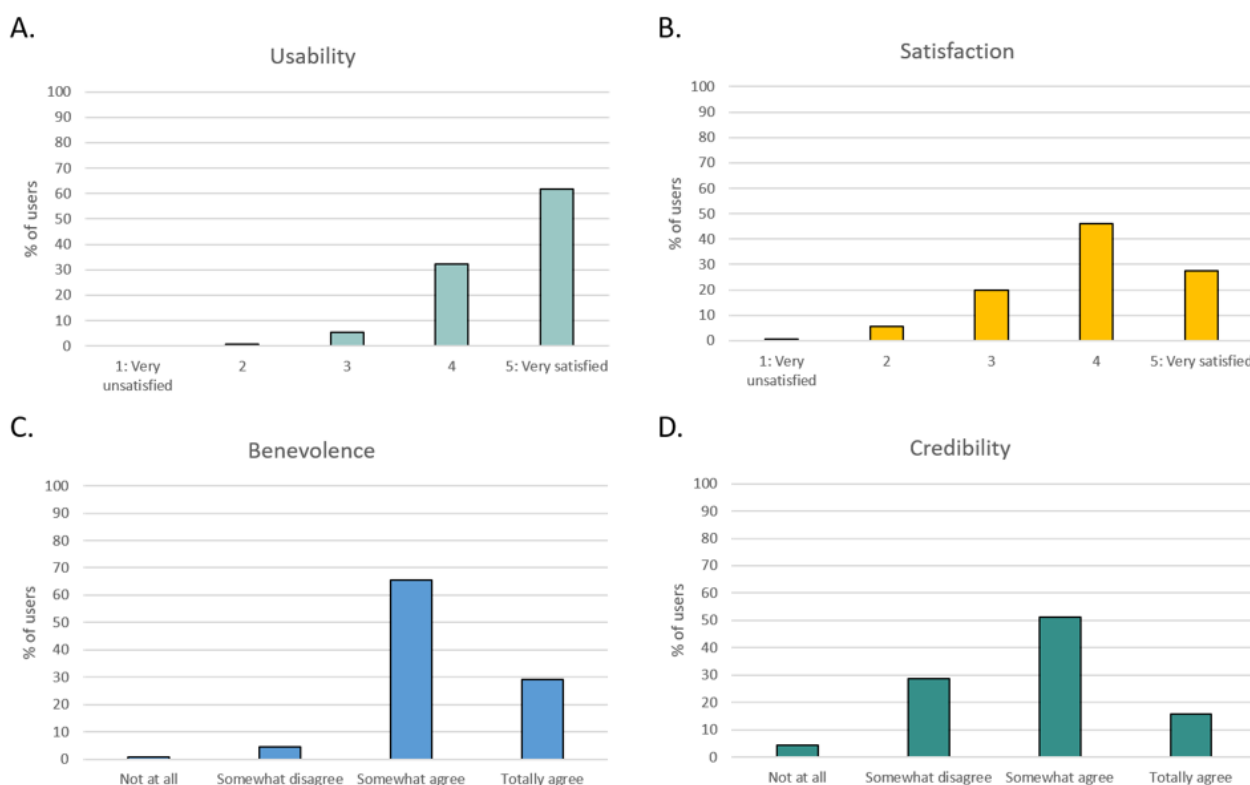 A.
Usability
% of users
100
90
80
70
60
50
40
30
20
10
0
1: Very
unsatisfied
2
3
4
5: Very satisfied
B.
Satisfaction
% of users
100
90
80
70
60
50
40
30
20
10
0
1: Very
unsatisfied
2
3
4
5: Very satisfied
C.
Benevolence
% of users
100
90
80
70
60
50
40
30
20
10
0
Not at all
Somewhat disagree
Somewhat agree
Totally agree
D.
Credibility
% of users
100
90
80
70
60
50
40
30
20
10
0
Not at all
Somewhat disagree
Somewhat agree
Totally agree